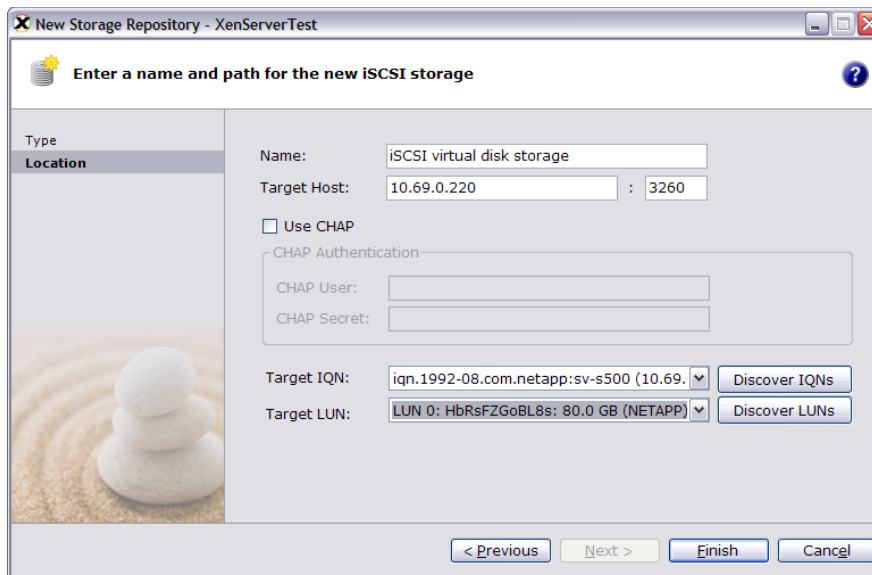 New Storage Repository - XenServerTest
Enter a name and path for the new iSCSI storage
?
Type
Location
Name: iSCSI virtual disk storage
Target Host: 10.69.0.220 : 3260
Use CHAP
CHAP Authentication
CHAP User:
CHAP Secret:
Target IQN: iqn.1992-08.com.netapp:sv-s500 (10.69. Discover IQNs
Target LUN: LUN 0: HbRsFZGoBL8s: 80.0 GB (NETAPP) Discover LUNs
< Previous Next > Finish Cancel